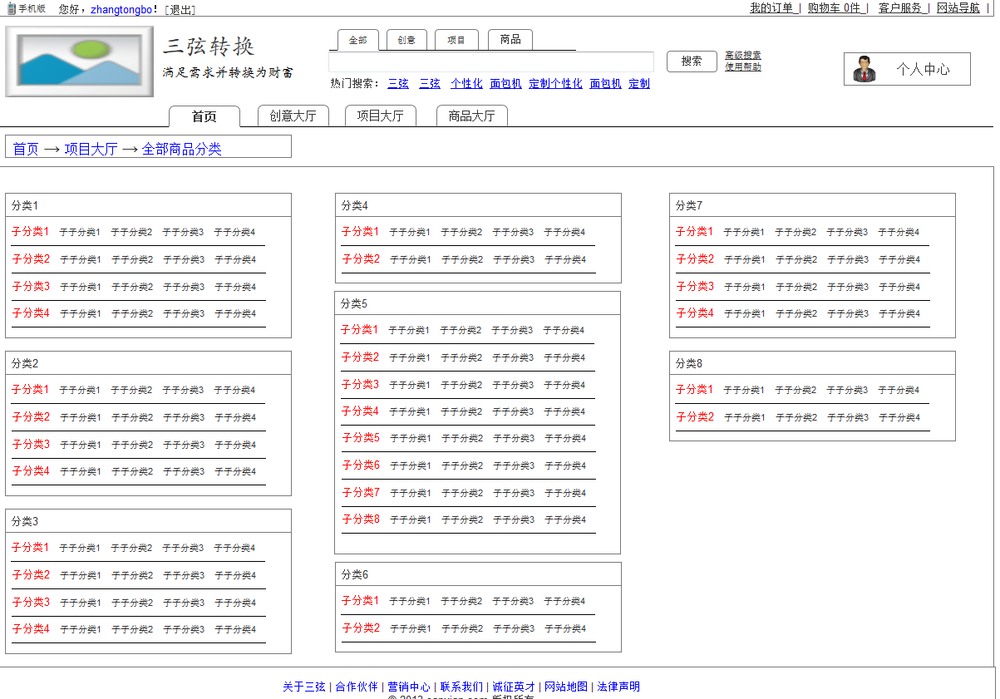 手机版 您好，zhangtongbo！[退出] 我的订单 | 购物车 0件 | 客户服务 | 网站导航 |
三弦转换
满足需求并转换为财富
全部 创意 项目 商品
搜索 高级搜索
使用帮助
个人中心
热门搜索： 三弦 三弦 个性化 面包机 定制个性化 面包机 定制
首页 创意大厅 项目大厅 商品大厅
首页 → 项目大厅 → 全部商品分类
分类1
子分类1 子子分类1 子子分类2 子子分类3 子子分类4
子分类2 子子分类1 子子分类2 子子分类3 子子分类4
子分类3 子子分类1 子子分类2 子子分类3 子子分类4
子分类4 子子分类1 子子分类2 子子分类3 子子分类4
分类2
子分类1 子子分类1 子子分类2 子子分类3 子子分类4
子分类2 子子分类1 子子分类2 子子分类3 子子分类4
子分类3 子子分类1 子子分类2 子子分类3 子子分类4
子分类4 子子分类1 子子分类2 子子分类3 子子分类4
分类3
子分类1 子子分类1 子子分类2 子子分类3 子子分类4
子分类2 子子分类1 子子分类2 子子分类3 子子分类4
子分类3 子子分类1 子子分类2 子子分类3 子子分类4
子分类4 子子分类1 子子分类2 子子分类3 子子分类4
分类4
子分类1 子子分类1 子子分类2 子子分类3 子子分类4
子分类2 子子分类1 子子分类2 子子分类3 子子分类4
分类5
子分类1 子子分类1 子子分类2 子子分类3 子子分类4
子分类2 子子分类1 子子分类2 子子分类3 子子分类4
子分类3 子子分类1 子子分类2 子子分类3 子子分类4
子分类4 子子分类1 子子分类2 子子分类3 子子分类4
子分类5 子子分类1 子子分类2 子子分类3 子子分类4
子分类6 子子分类1 子子分类2 子子分类3 子子分类4
子分类7 子子分类1 子子分类2 子子分类3 子子分类4
子分类8 子子分类1 子子分类2 子子分类3 子子分类4
分类6
子分类1 子子分类1 子子分类2 子子分类3 子子分类4
子分类2 子子分类1 子子分类2 子子分类3 子子分类4
分类7
子分类1 子子分类1 子子分类2 子子分类3 子子分类4
子分类2 子子分类1 子子分类2 子子分类3 子子分类4
子分类3 子子分类1 子子分类2 子子分类3 子子分类4
子分类4 子子分类1 子子分类2 子子分类3 子子分类4
分类8
子分类1 子子分类1 子子分类2 子子分类3 子子分类4
子分类2 子子分类1 子子分类2 子子分类3 子子分类4
关于三弦 | 合作伙伴 | 营销中心 | 联系我们 | 诚征英才 | 网站地图 | 法律声明